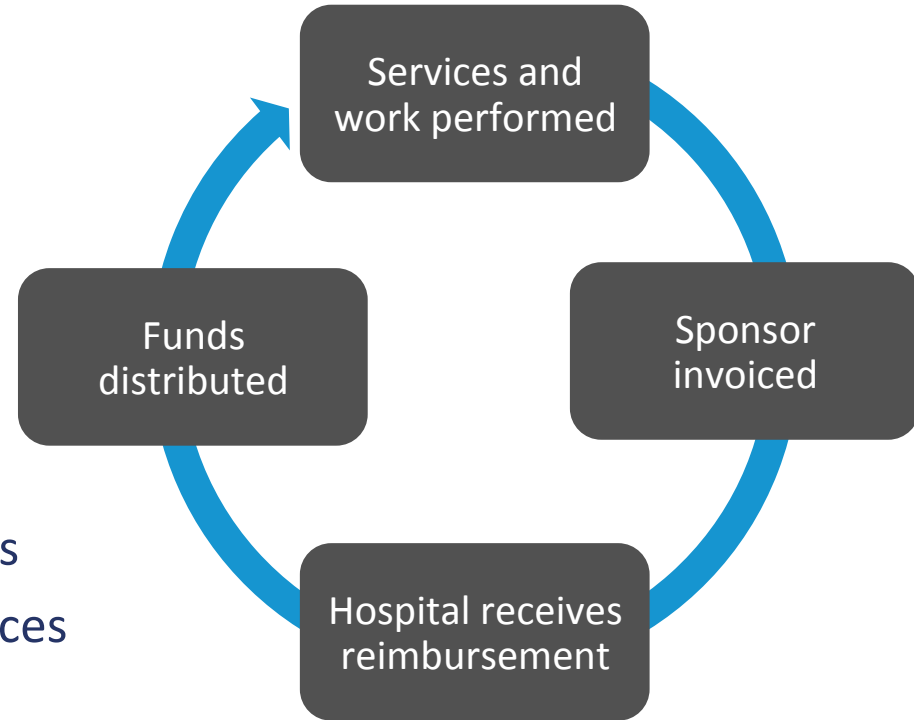 Services and
work performed
Sponsor
invoiced
Hospital receives
reimbursement
Funds
distributed